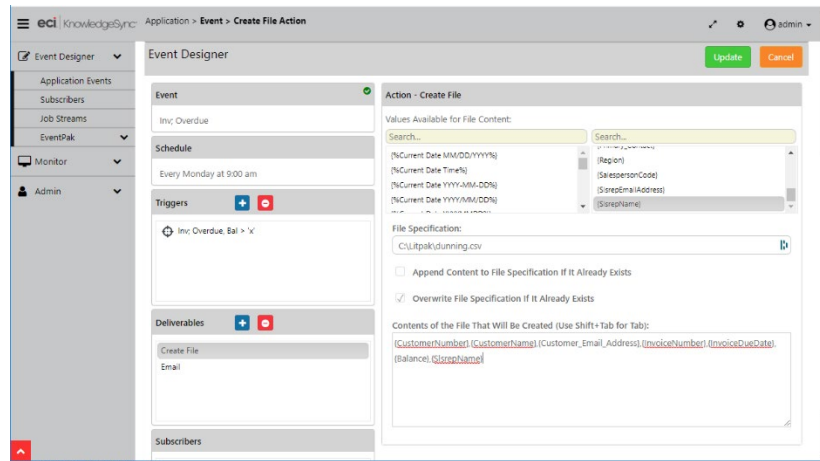 eci KnowledgeSync
Application > Event > Create File Action
admin
Event Designer
Application Events
Subscribers
Job Streams
EventPak
Monitor
Admin
Event Designer
Update
Cancel
Event
Inv; Overdue
Schedule
Every Monday at 9:00 am
Triggers
Inv; Overdue, Bal > 'x'
Deliverables
Create File
Email
Subscribers
Action - Create File
Values Available for File Content:
Search...
{%Current Date MM/DD/YYYY%}
{%Current Date Time%}
{%Current Date YYYY-MM-DD%}
{%Current Date YYYY/MM/DD%}
Search...
{Region}
{SalespersonCode}
{SlsrepEmailAddress}
{SlsrepName}
File Specification:
C:\Litpak\dunning.csv
Append Content to File Specification If It Already Exists
Overwrite File Specification If It Already Exists
Contents of the File That Will Be Created (Use Shift+Tab for Tab):
{CustomerNumber},{CustomerName},{Customer_Email_Address},{InvoiceNumber},{InvoiceDueDate},
{Balance},{SlsrepName}